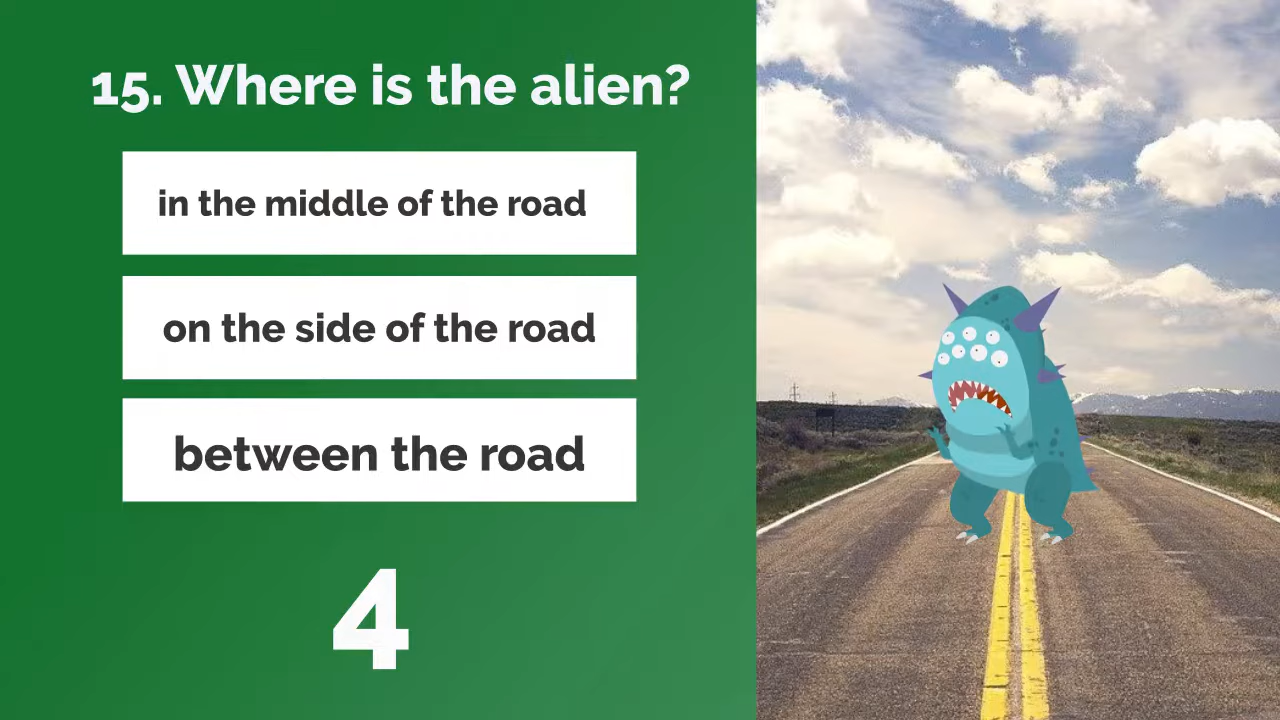 15. Where is the alien?
in the middle of the road
on the side of the road
between the road
4